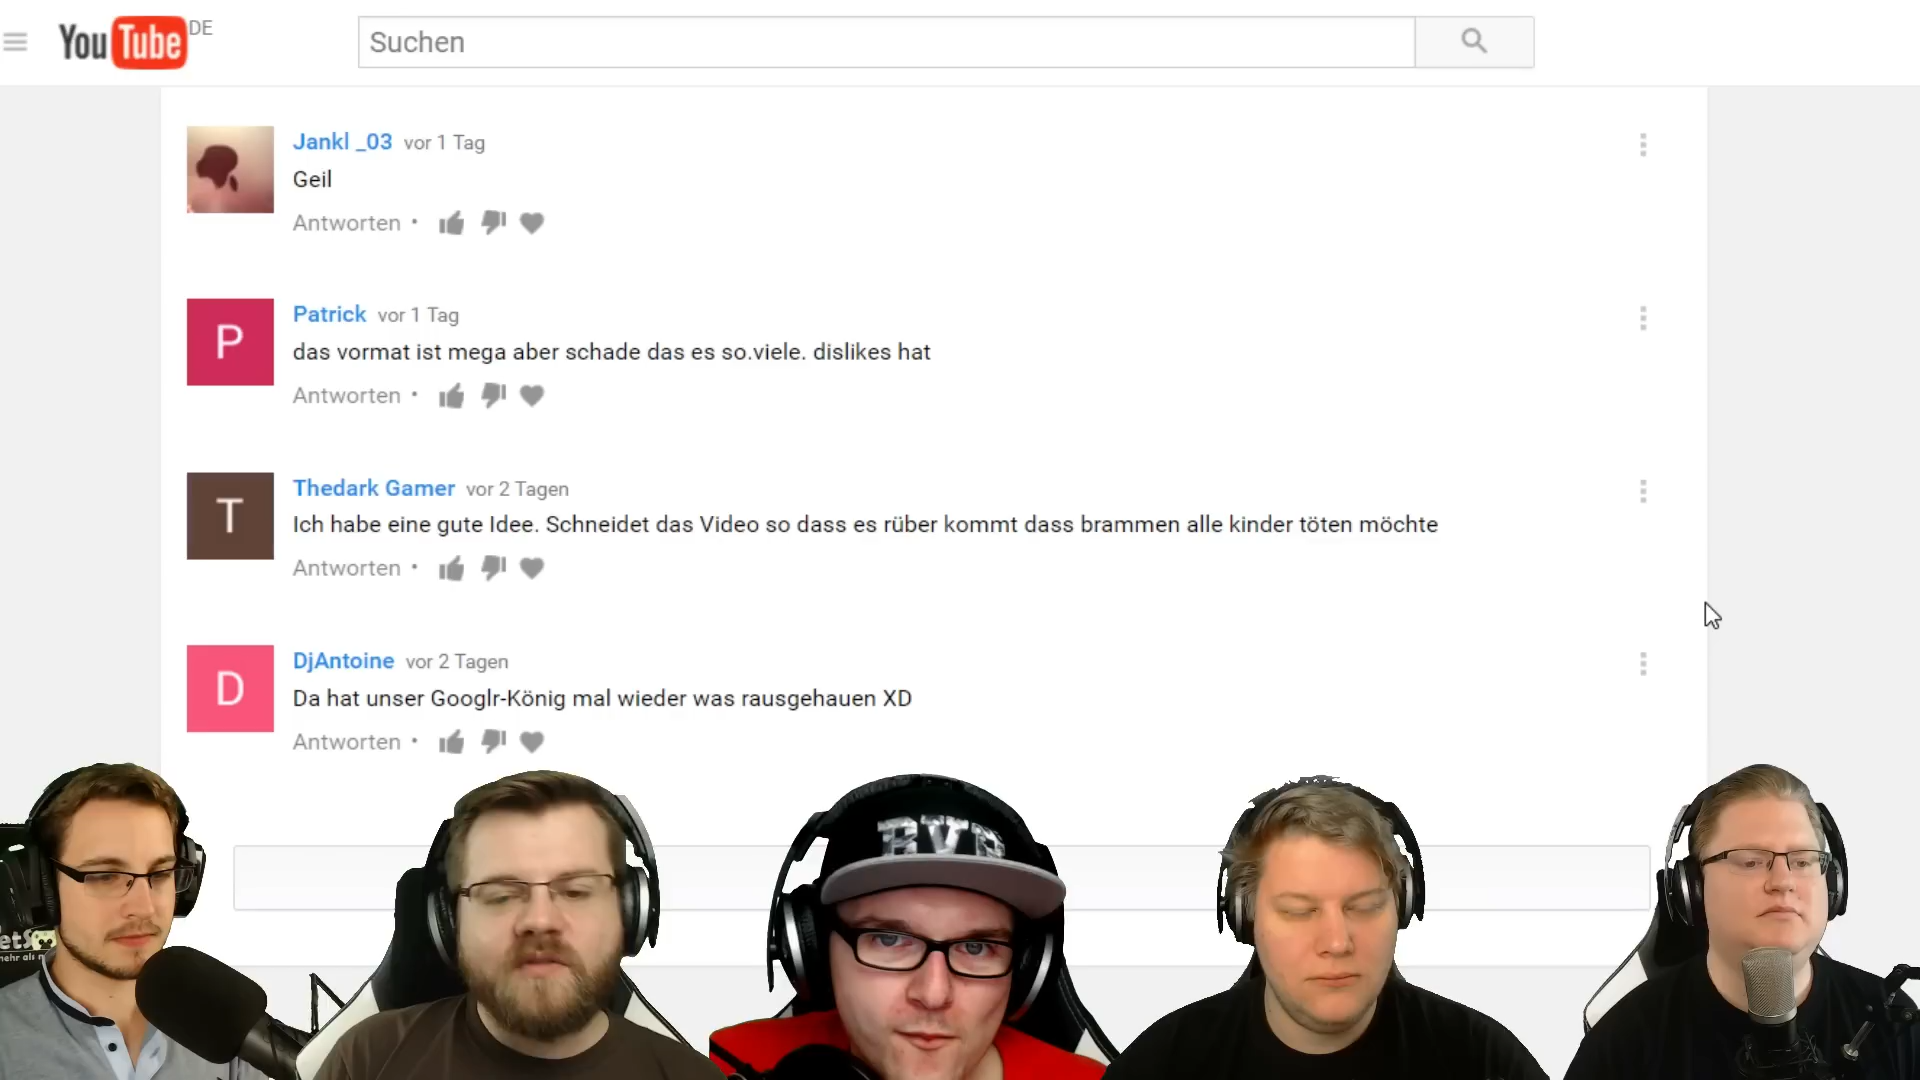 YouTube DE
Suchen
Jankl _03 vor 1 Tag
Geil
Antworten •
P
Patrick vor 1 Tag
das vormat ist mega aber schade das es so.viele. dislikes hat
Antworten •
T
Thedark Gamer vor 2 Tagen
Ich habe eine gute Idee. Schneidet das Video so dass es rüber kommt dass brammen alle kinder töten möchte
Antworten •
D
DjAntoine vor 2 Tagen
Da hat unser Googlr-König mal wieder was rausgehauen XD
Antworten •